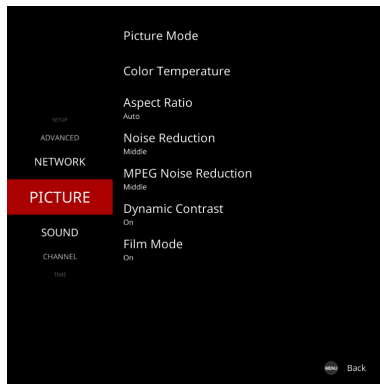 Picture Mode
Color Temperature
Aspect Ratio
Auto
Noise Reduction
Middle
MPEG Noise Reduction
Middle
Dynamic Contrast
On
Film Mode
On
SETUP
ADVANCED
NETWORK
PICTURE
SOUND
CHANNEL
TIME
MENU Back